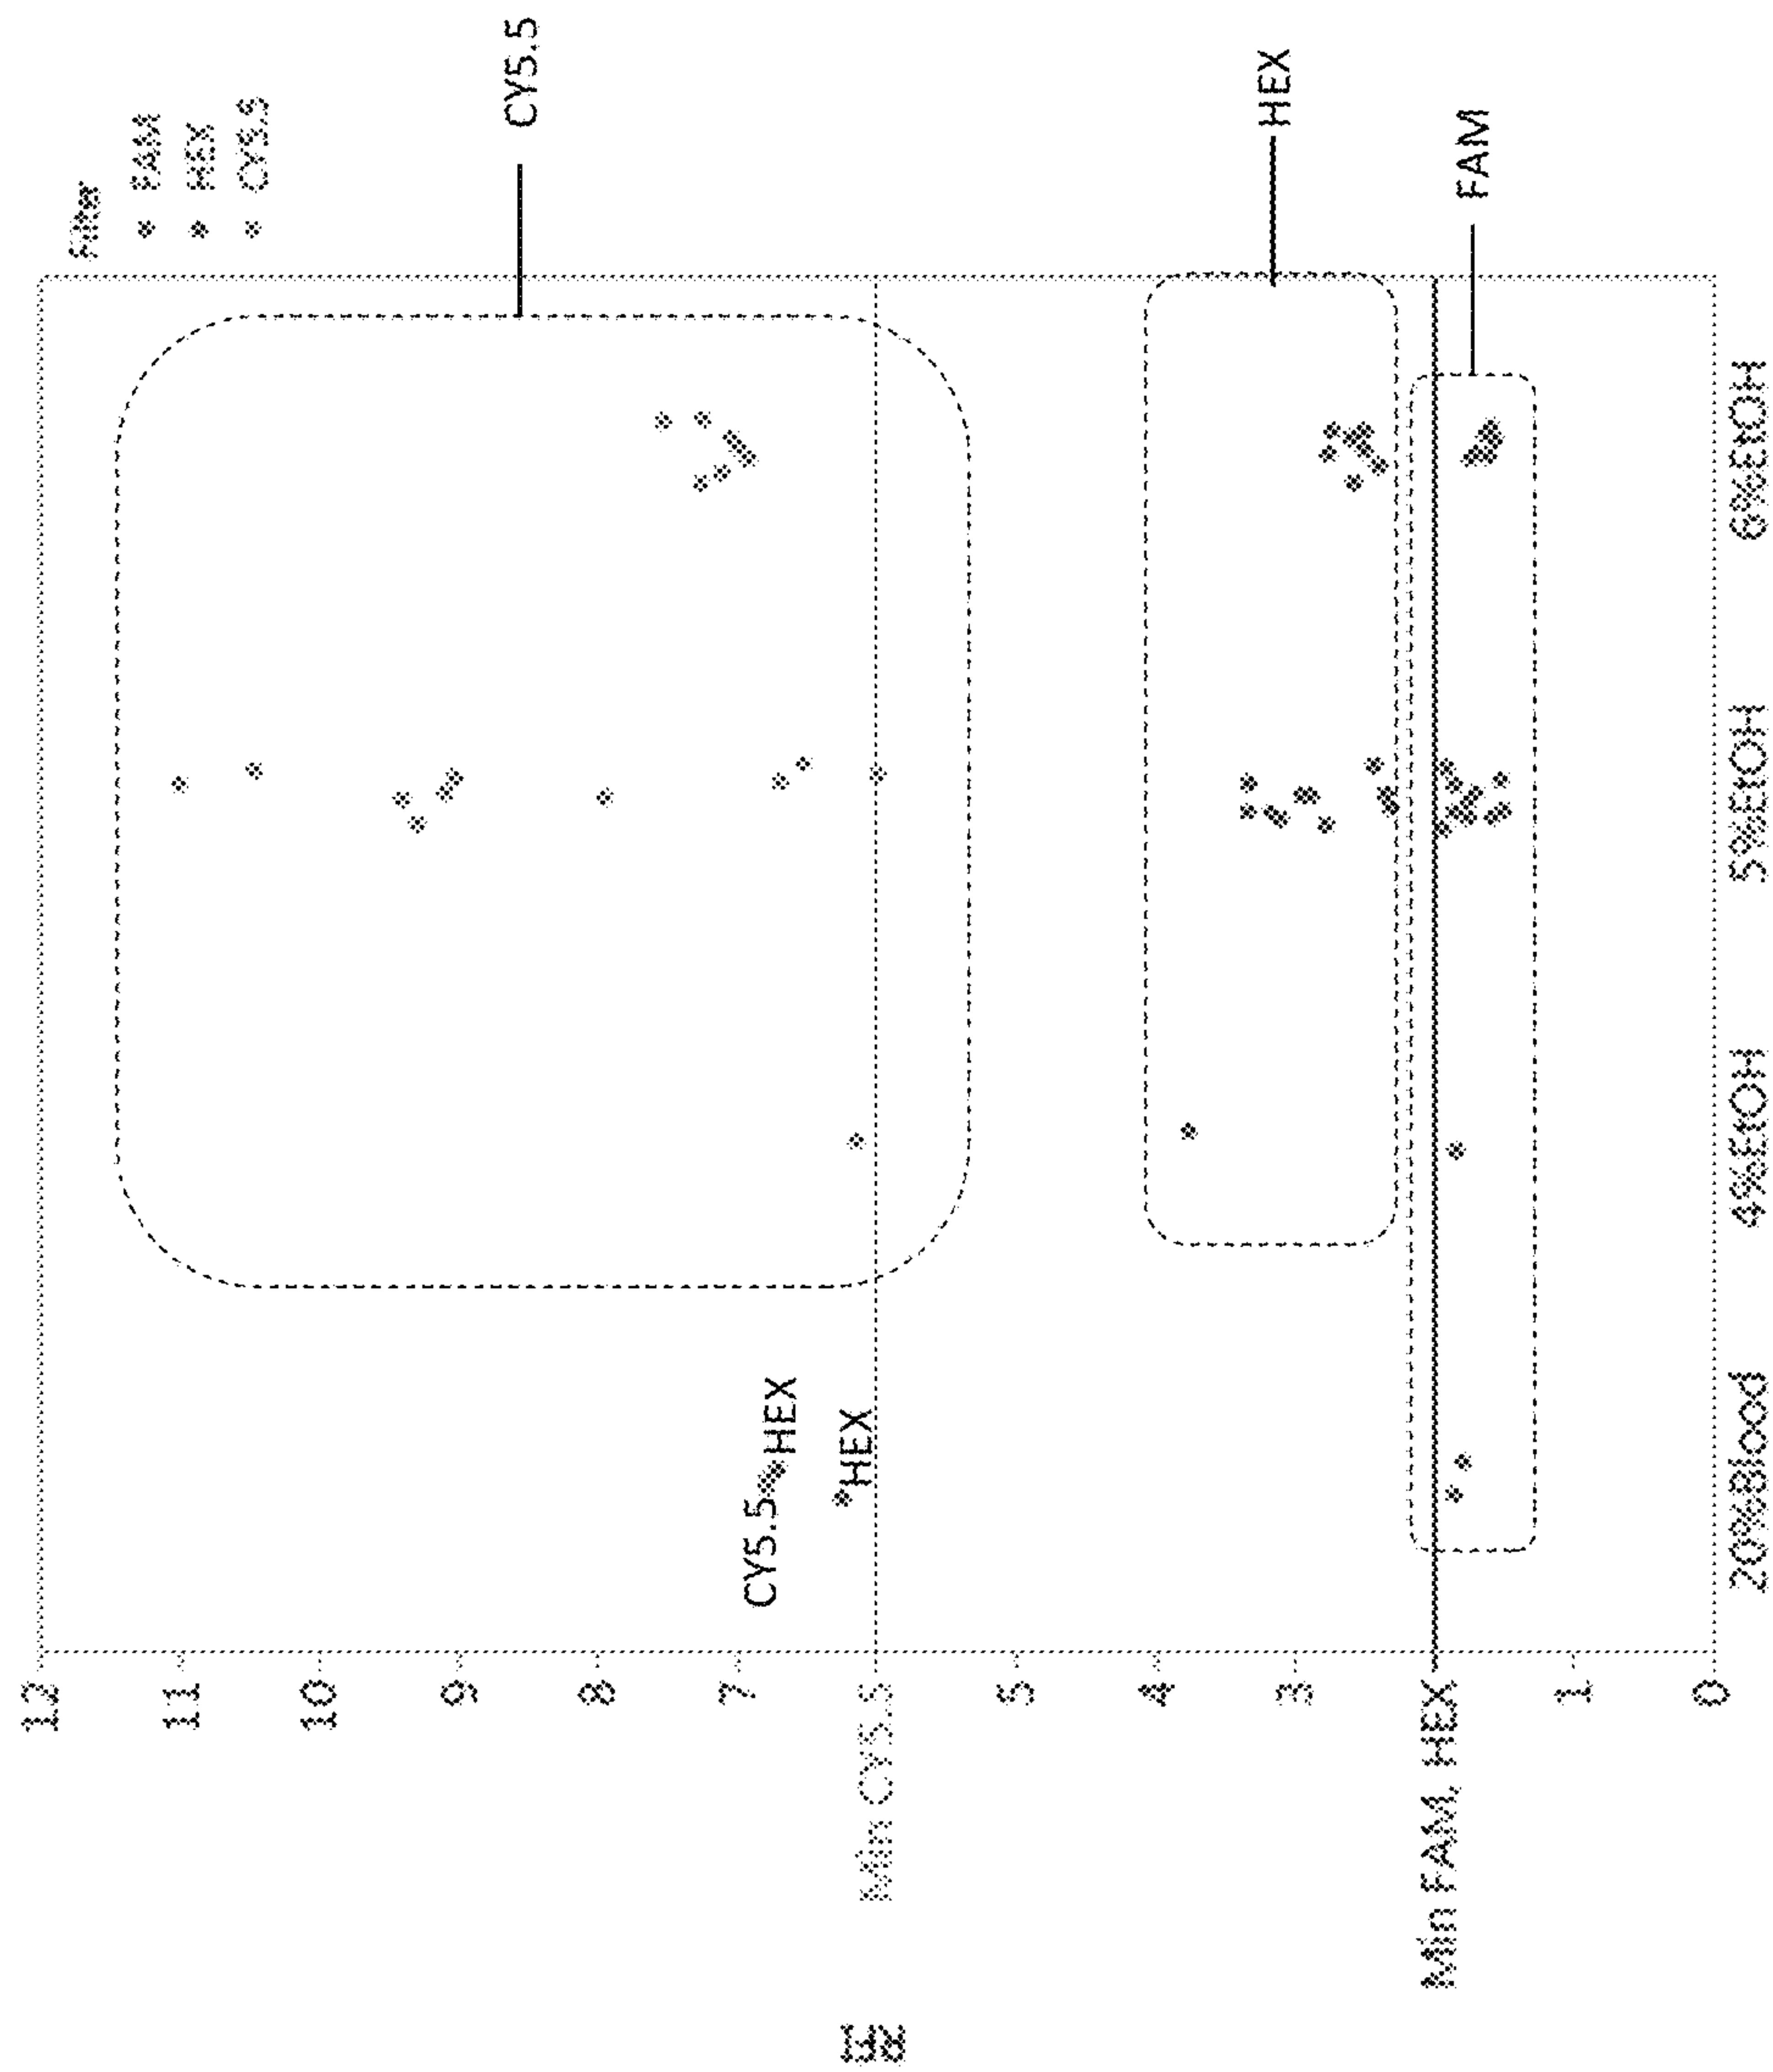 Filter
FAM
HEX
CY5.5
12
11
10
9
8
7
Min CY5.5
5
4
3
Min FAM, HEX
1
0
RFI
CY5.5
HEX
HEX
CY5.5
HEX
FAM
20%Blood
4%EtOH
5%EtOH
6%EtOH